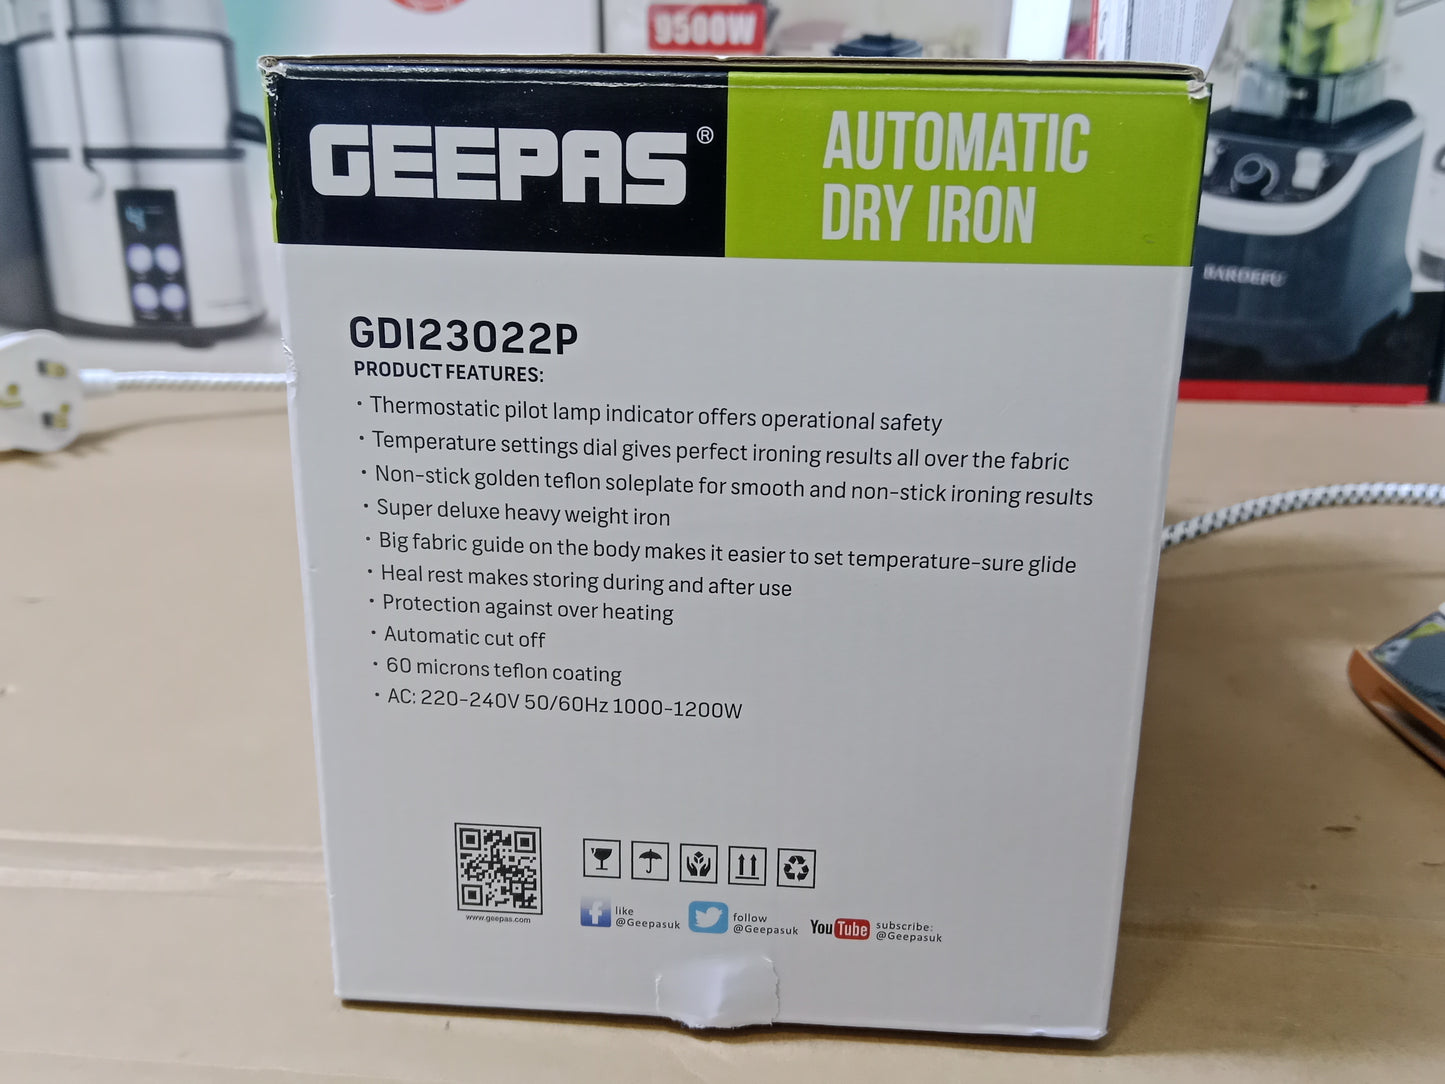 9500W
GEEPAS®
AUTOMATIC
DRY IRON
BARDEFU
GDI23022P
PRODUCT FEATURES:
• Thermostatic pilot lamp indicator offers operational safety
• Temperature settings dial gives perfect ironing results all over the fabric
• Non-stick golden teflon soleplate for smooth and non-stick ironing results
• Super deluxe heavy weight iron
• Big fabric guide on the body makes it easier to set temperature-sure glide
• Heal rest makes storing during and after use
• Protection against over heating
• Automatic cut off
• 60 microns teflon coating
• AC: 220-240V 50/60Hz 1000-1200W
www.geepas.com
f like
@Geepasuk
follow
@Geepasuk
YouTube subscribe:
@Geepasuk